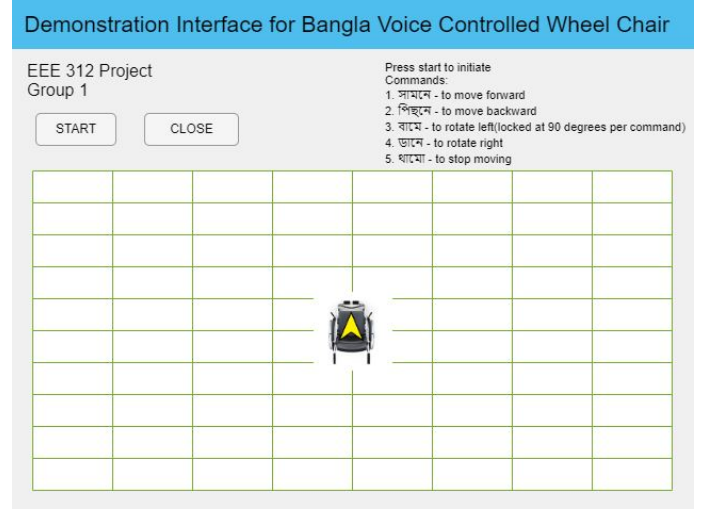 Demonstration Interface for Bangla Voice Controlled Wheel Chair
EEE 312 Project
Group 1
START
CLOSE
Press start to initiate
Commands:
1. সামনে - to move forward
2. পিছনে - to move backward
3. বামে - to rotate left(locked at 90 degrees per command)
4. ডানে - to rotate right
5. থামো - to stop moving